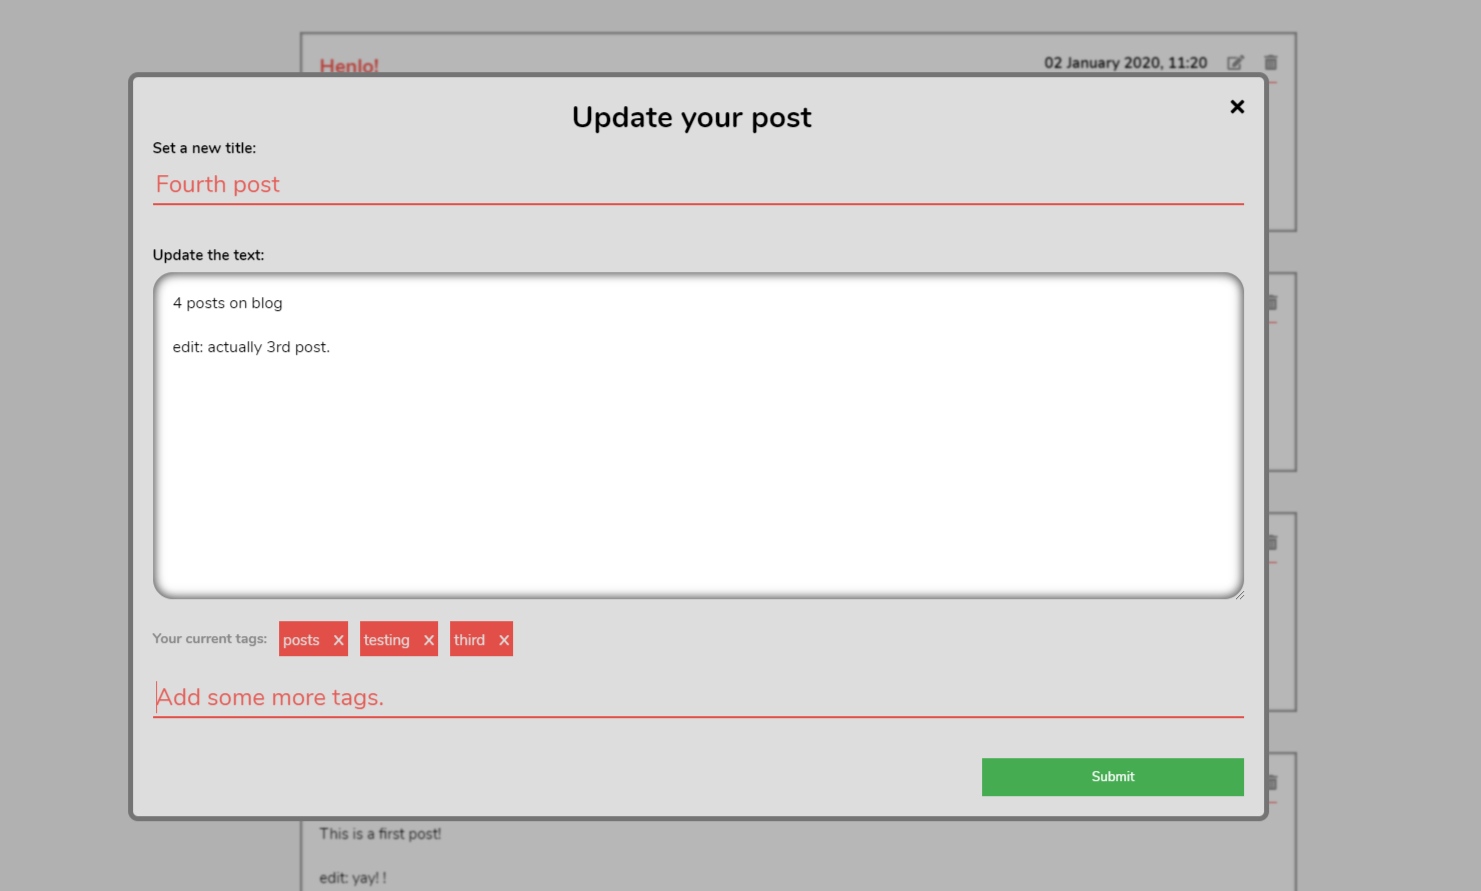 Henlo!
02 January 2020, 11:20
Update your post
Set a new title:
Fourth post
Update the text:
4 posts on blog
edit: actually 3rd post.
Your current tags: posts x testing x third x
Add some more tags.
Submit
This is a first post!
edit: yay! !